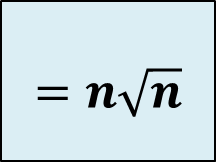 = n√n